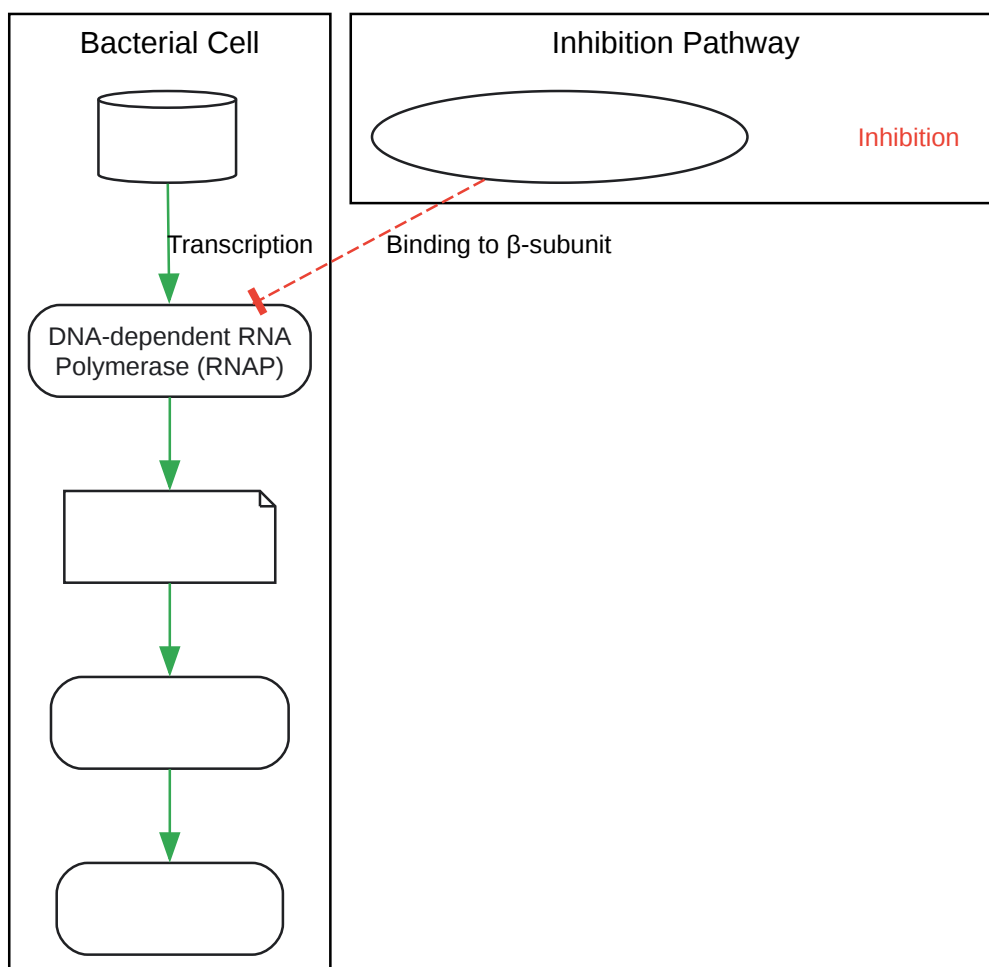 Bacterial Cell
Inhibition Pathway
Inhibition
Transcription
Binding to β-subunit
DNA-dependent RNA
Polymerase (RNAP)